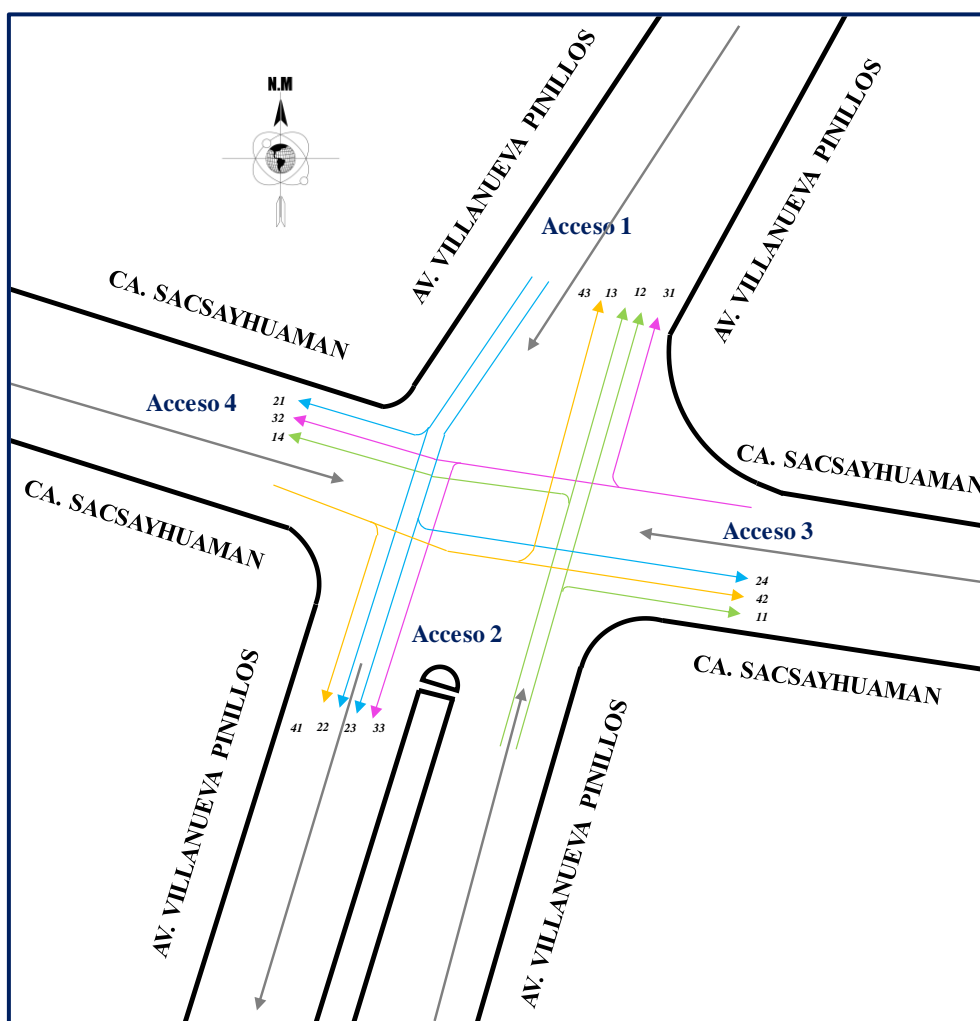 N.M
AV. VILLANUEVA PINILLOS
AV. VILLANUEVA PINILLOS
Acceso 1
CA. SACSAYHUAMAN
43 13 12 31
Acceso 4
21
32
14
CA. SACSAYHUAMAN
CA. SACSAYHUAMAN
Acceso 3
24
42
11
Acceso 2
CA. SACSAYHUAMAN
41 22 23 33
AV. VILLANUEVA PINILLOS
AV. VILLANUEVA PINILLOS